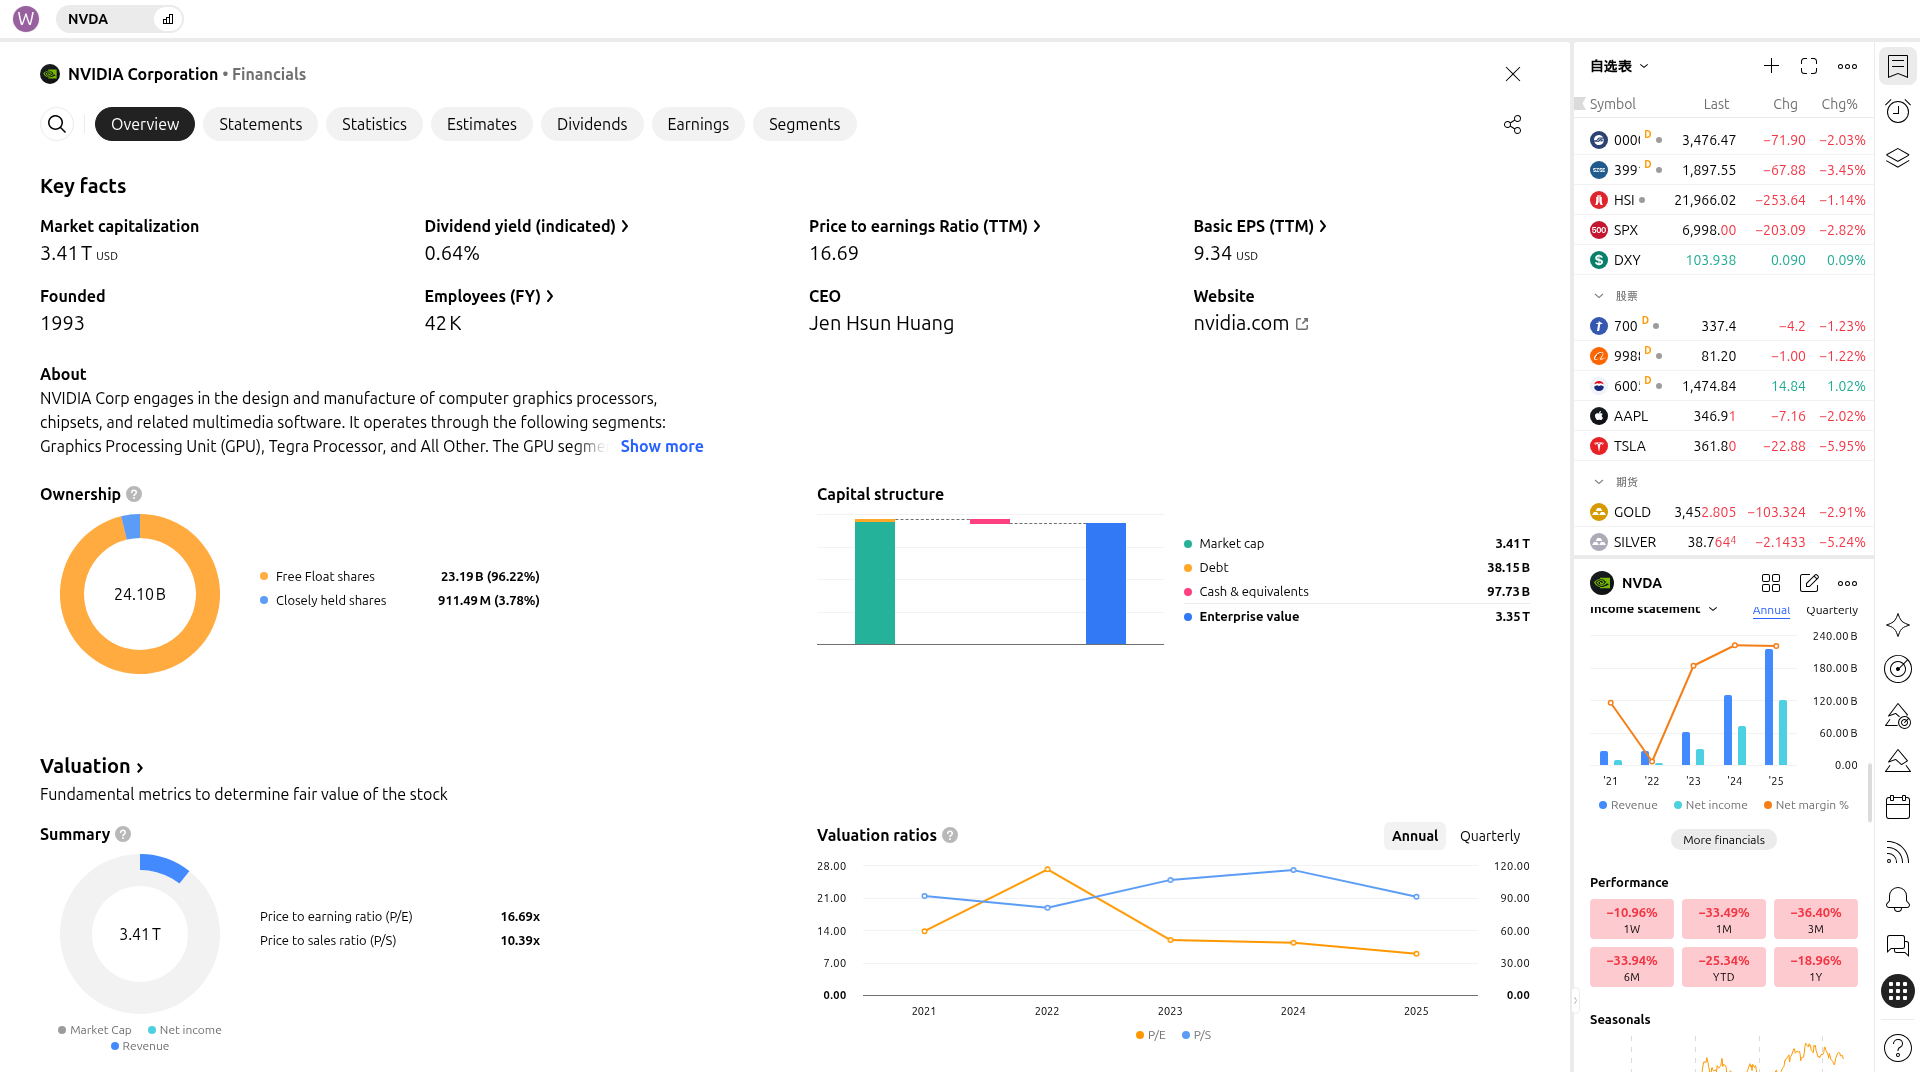 W NVDA
NVIDIA Corporation • Financials
Overview Statements Statistics Estimates Dividends Earnings Segments
Key facts
Market capitalization Dividend yield (indicated) Price to earnings Ratio (TTM) Basic EPS (TTM)
3.41 T USD 0.64% 16.69 9.34 USD
Founded Employees (FY) CEO Website
1993 42 K Jen Hsun Huang nvidia.com
About
NVIDIA Corp engages in the design and manufacture of computer graphics processors,
chipsets, and related multimedia software. It operates through the following segments:
Graphics Processing Unit (GPU), Tegra Processor, and All Other. The GPU segme Show more
Ownership ?
24.10 B
Free Float shares 23.19 B (96.22%)
Closely held shares 911.49 M (3.78%)
Capital structure
Market cap 3.41 T
Debt 38.15 B
Cash & equivalents 97.73 B
Enterprise value 3.35 T
Valuation
Fundamental metrics to determine fair value of the stock
Summary ?
3.41 T
Price to earning ratio (P/E) 16.69x
Price to sales ratio (P/S) 10.39x
Market Cap Net income
Revenue
Valuation ratios ? Annual Quarterly
28.00 120.00
21.00 90.00
14.00 60.00
7.00 30.00
0.00 0.00
2021 2022 2023 2024 2025
P/E P/S
自选表
Symbol Last Chg Chg%
000 D 3,476.47 −71.90 −2.03%
399 D 1,897.55 −67.88 −3.45%
HSI 21,966.02 −253.64 −1.14%
500 SPX 6,998.00 −203.09 −2.82%
DXY 103.938 0.090 0.09%
股票
700 D 337.4 −4.2 −1.23%
998 D 81.20 −1.00 −1.22%
600 D 1,474.84 14.84 1.02%
AAPL 346.91 −7.16 −2.02%
TSLA 361.80 −22.88 −5.95%
期货
GOLD 3,452.805 −103.324 −2.91%
SILVER 38.764⁴ −2.1433 −5.24%
NVDA
Income statement Annual Quarterly
240.00 B
180.00 B
120.00 B
60.00 B
0.00
'21 '22 '23 '24 '25
Revenue Net income Net margin %
More financials
Performance
−10.96% −33.49% −36.40%
1W 1M 3M
−33.94% −25.34% −18.96%
6M YTD 1Y
Seasonals